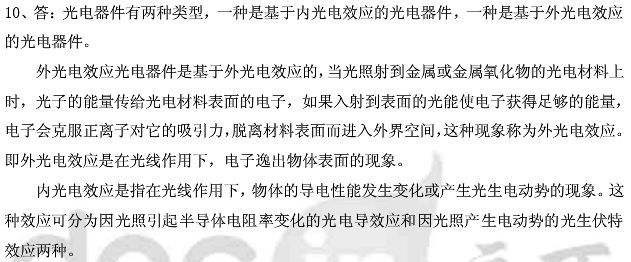 10、答：光电器件有两种类型，一种是基于内光电效应的光电器件，一种是基于外光电效应
的光电器件。
外光电效应光电器件是基于外光电效应的，当光照射到金属或金属氧化物的光电材料上
时，光子的能量传给光电材料表面的电子，如果入射到表面的光能使电子获得足够的能量，
电子会克服正离子对它的吸引力，脱离材料表面而进入外界空间，这种现象称为外光电效应。
即外光电效应是在光线作用下，电子逸出物体表面的现象。
内光电效应是指在光线作用下，物体的导电性能发生变化或产生光生电动势的现象。这
种效应可分为因光照引起半导体电阻率变化的光电导效应和因光照产生电动势的光生伏特
效应两种。